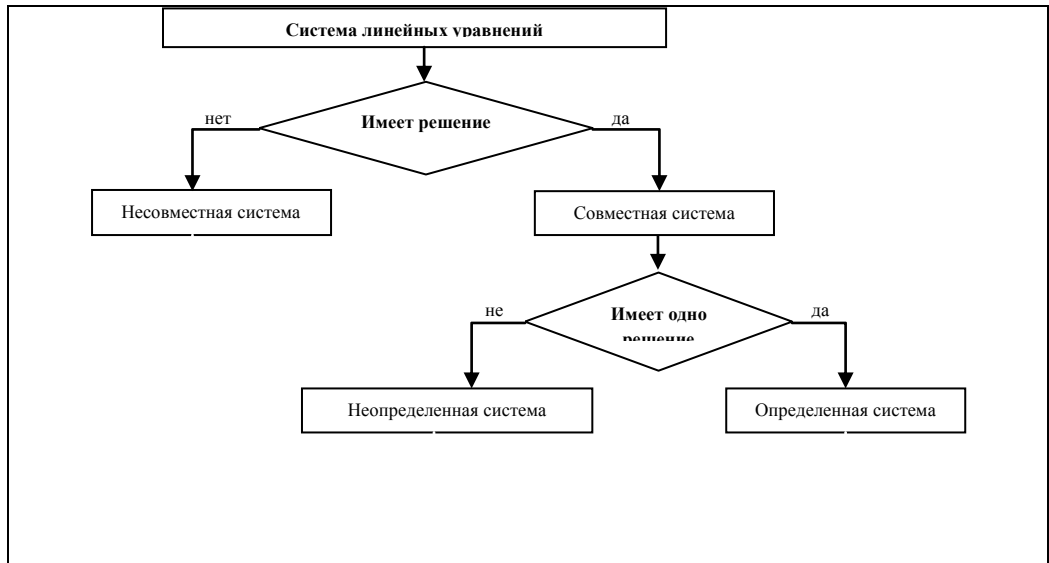 Система линейных уравнений
Имеет решение
нет
да
Несовместная система
Совместная система
Имеет одно
решение
не
да
Неопределенная система
Определенная система